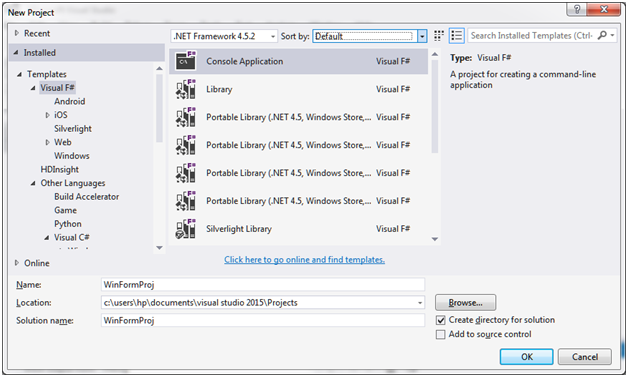 New Project
Recent
.NET Framework 4.5.2
Sort by: Default
Search Installed Templates (Ctrl-
Installed
Templates
Visual F#
Android
iOS
Silverlight
Web
Windows
HDInsight
Other Languages
Build Accelerator
Game
Python
Visual C#
Online
Console Application Visual F#
Library Visual F#
Portable Library (.NET 4.5, Windows Store,... Visual F#
Portable Library (.NET 4.5, Windows Store,... Visual F#
Portable Library (.NET 4.5, Windows Store,... Visual F#
Portable Library (.NET 4.5, Windows Store,... Visual F#
Silverlight Library Visual F#
Click here to go online and find templates.
Type: Visual F#
A project for creating a command-line
application
Name: WinFormProj
Location: c:\users\hp\documents\visual studio 2015\Projects
Browse...
Solution name: WinFormProj
Create directory for solution
Add to source control
OK Cancel